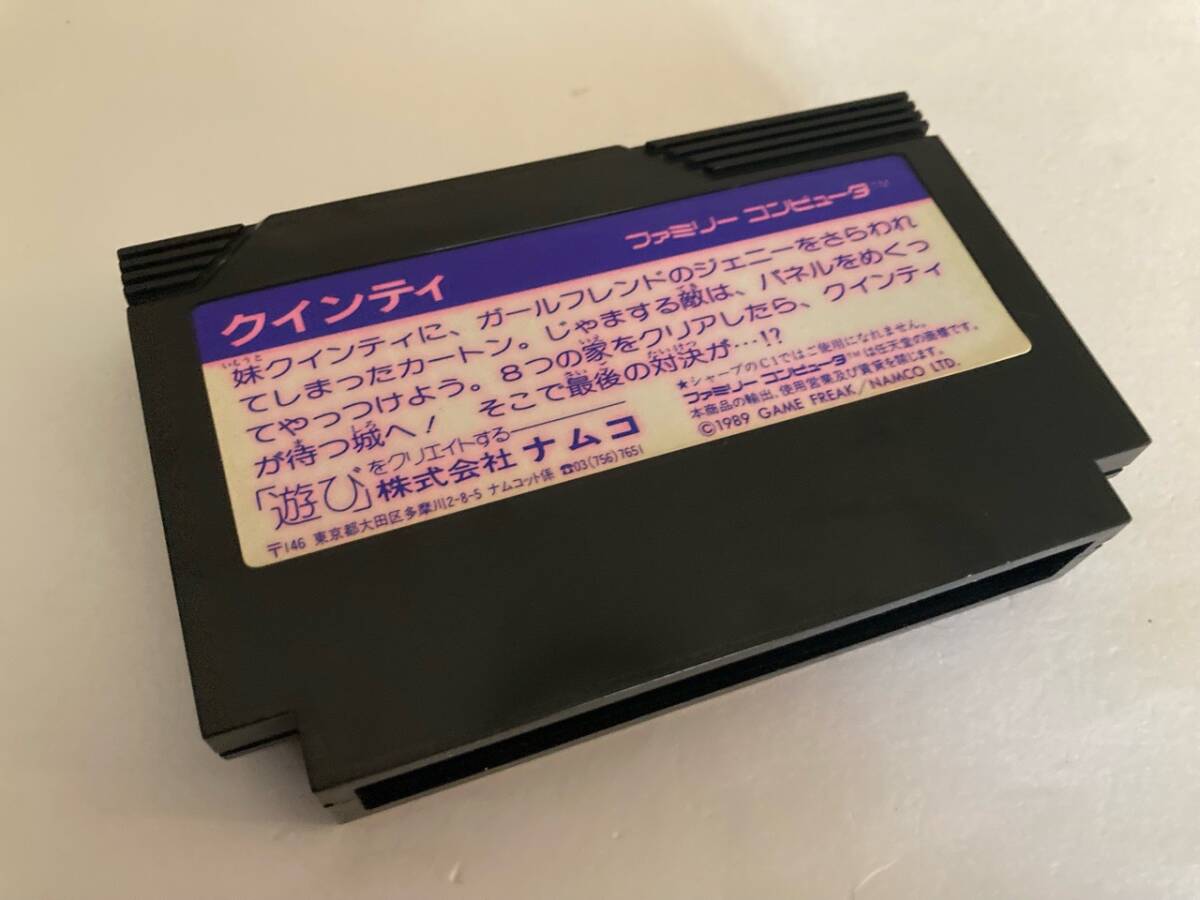 クインティ
ファミリー コンピュータ™
妹クインティに、ガールフレンドのジェニーをさらわれ
てしまったカートン。じゃまする敵は、パネルをめくっ
てやっつけよう。8つの家をクリアしたら、クインティ
が待つ城へ! そこで最後の対決が…!?
★シャープのC1ではご使用になれません。
ファミリー コンピュータ™は任天堂の商標です。
本商品の輸出、使用営業及び賃貸を禁じます。
©1989 GAME FREAK/NAMCO LTD.
「遊び」をクリエイトする
株式会社ナムコ
〒146 東京都大田区多摩川2-8-5 ナムコット係 ☎03(756)7651